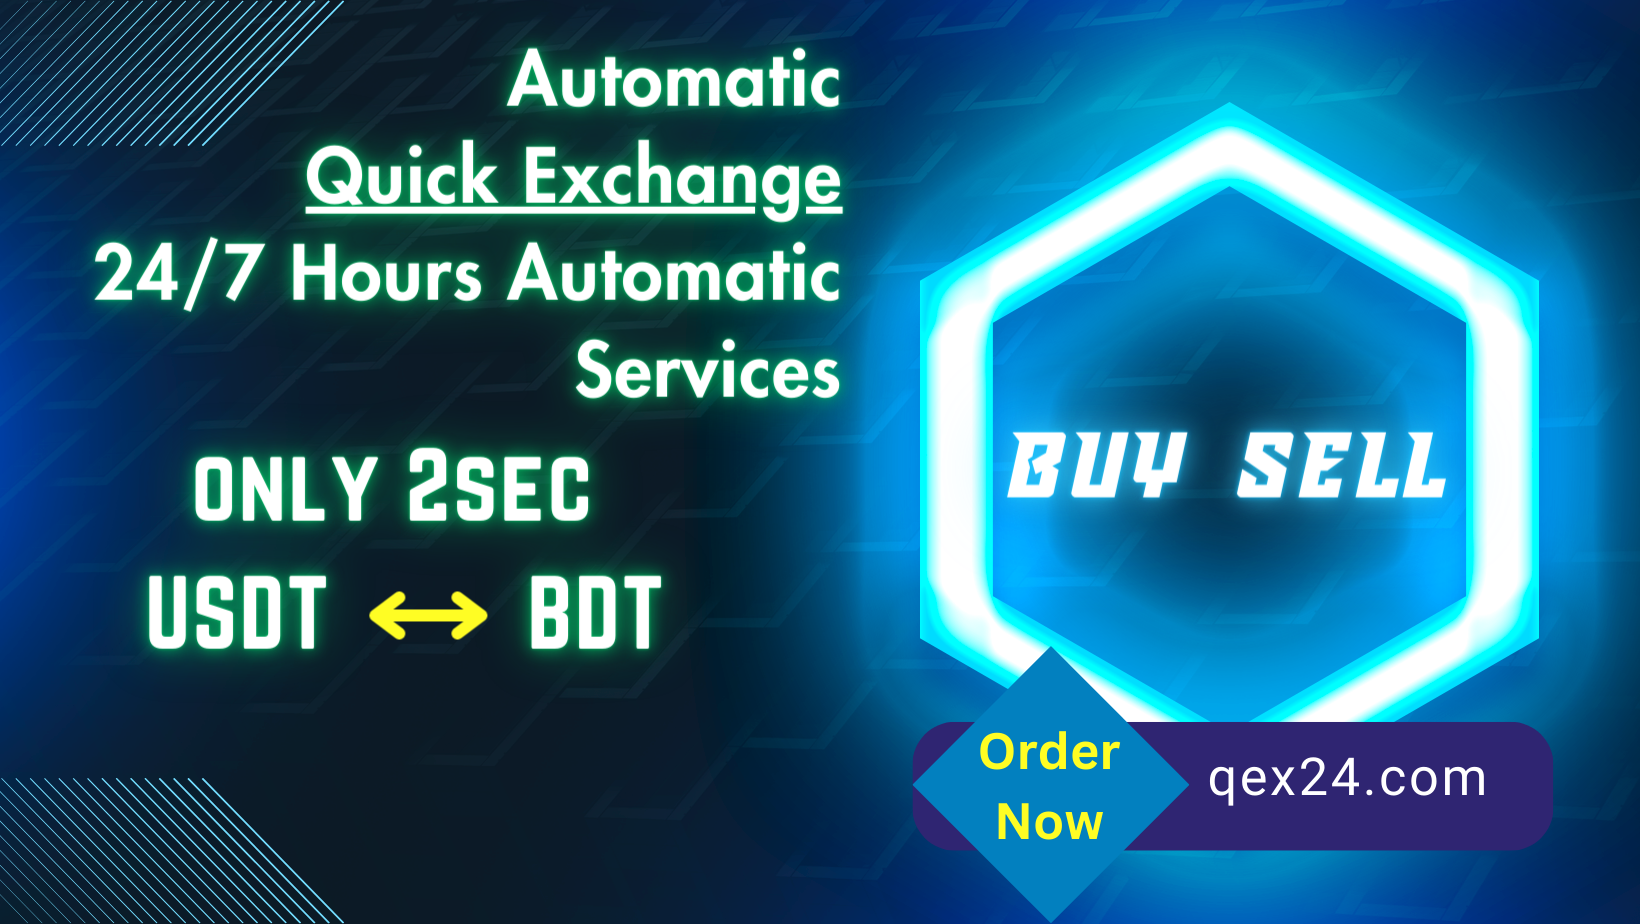 Automatic
Quick Exchange
24/7 Hours Automatic
Services
ONLY 2SEC
USDT ↔ BDT
BUY SELL
Order
Now
qex24.com